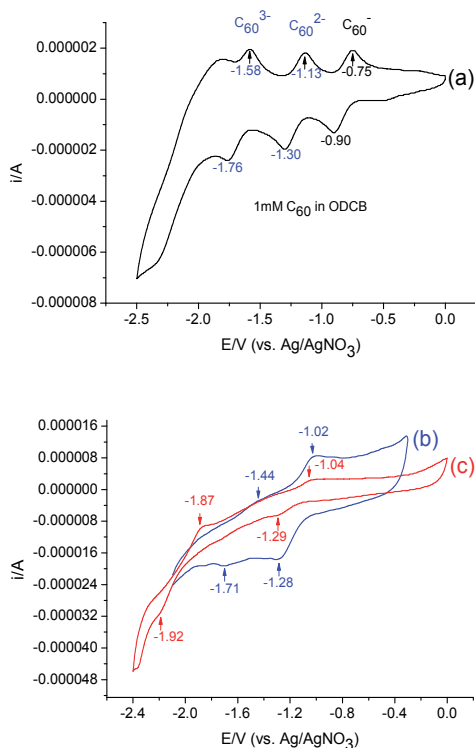 C60^3- C60^2- C60^-
0.000002
0.000000
-0.000002
-0.000004
-0.000006
-0.000008
i/A
-1.58 -1.13 -0.75
(a)
-1.76 -1.30 -0.90
1mM C60 in ODCB
-2.5 -2.0 -1.5 -1.0 -0.5 0.0
E/V (vs. Ag/AgNO3)
0.000016
0.000008
0.000000
-0.000008
-0.000016
-0.000024
-0.000032
-0.000040
-0.000048
i/A
-1.02 (b)
-1.04 (c)
-1.44
-1.87
-1.29
-1.71 -1.28
-1.92
-2.4 -2.0 -1.6 -1.2 -0.8 -0.4 0.0
E/V (vs. Ag/AgNO3)